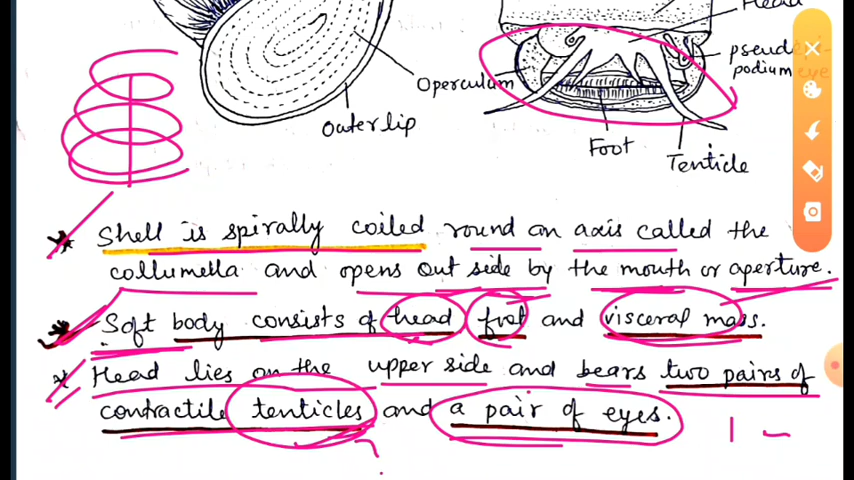 Head
pseudepi-
podium
eye
Operculum
Outer lip
Foot
Tenticle
Shell is spirally coiled round an axis called the
collumella and opens out side by the mouth or aperture.
Soft body consists of head foot and visceral mass.
Head lies on the upper side and bears two pairs of
contractile tenticles and a pair of eyes.